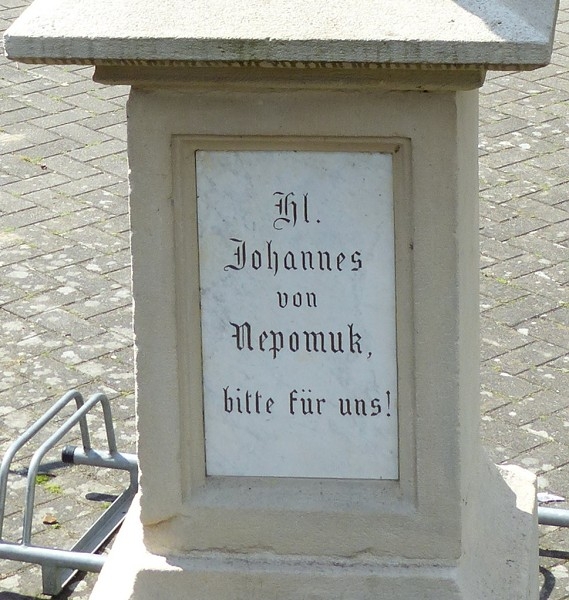 Hl.
Johannes
von
Nepomuk,
bitte für uns!